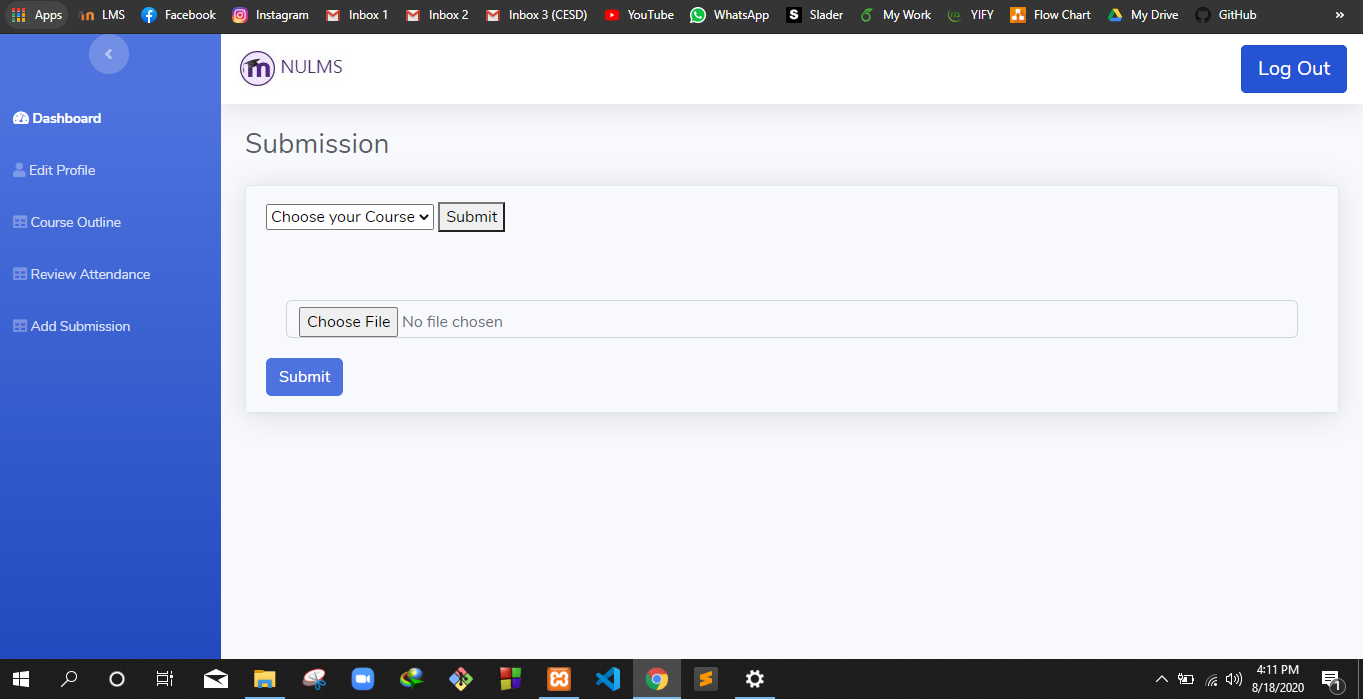 Apps LMS Facebook Instagram Inbox 1 Inbox 2 Inbox 3 (CESD) YouTube WhatsApp S Slader My Work YIFY Flow Chart My Drive GitHub »
NULMS
Log Out
Dashboard
Edit Profile
Course Outline
Review Attendance
Add Submission
Submission
Choose your Course Submit
Choose File No file chosen
Submit
4:11 PM
8/18/2020
1